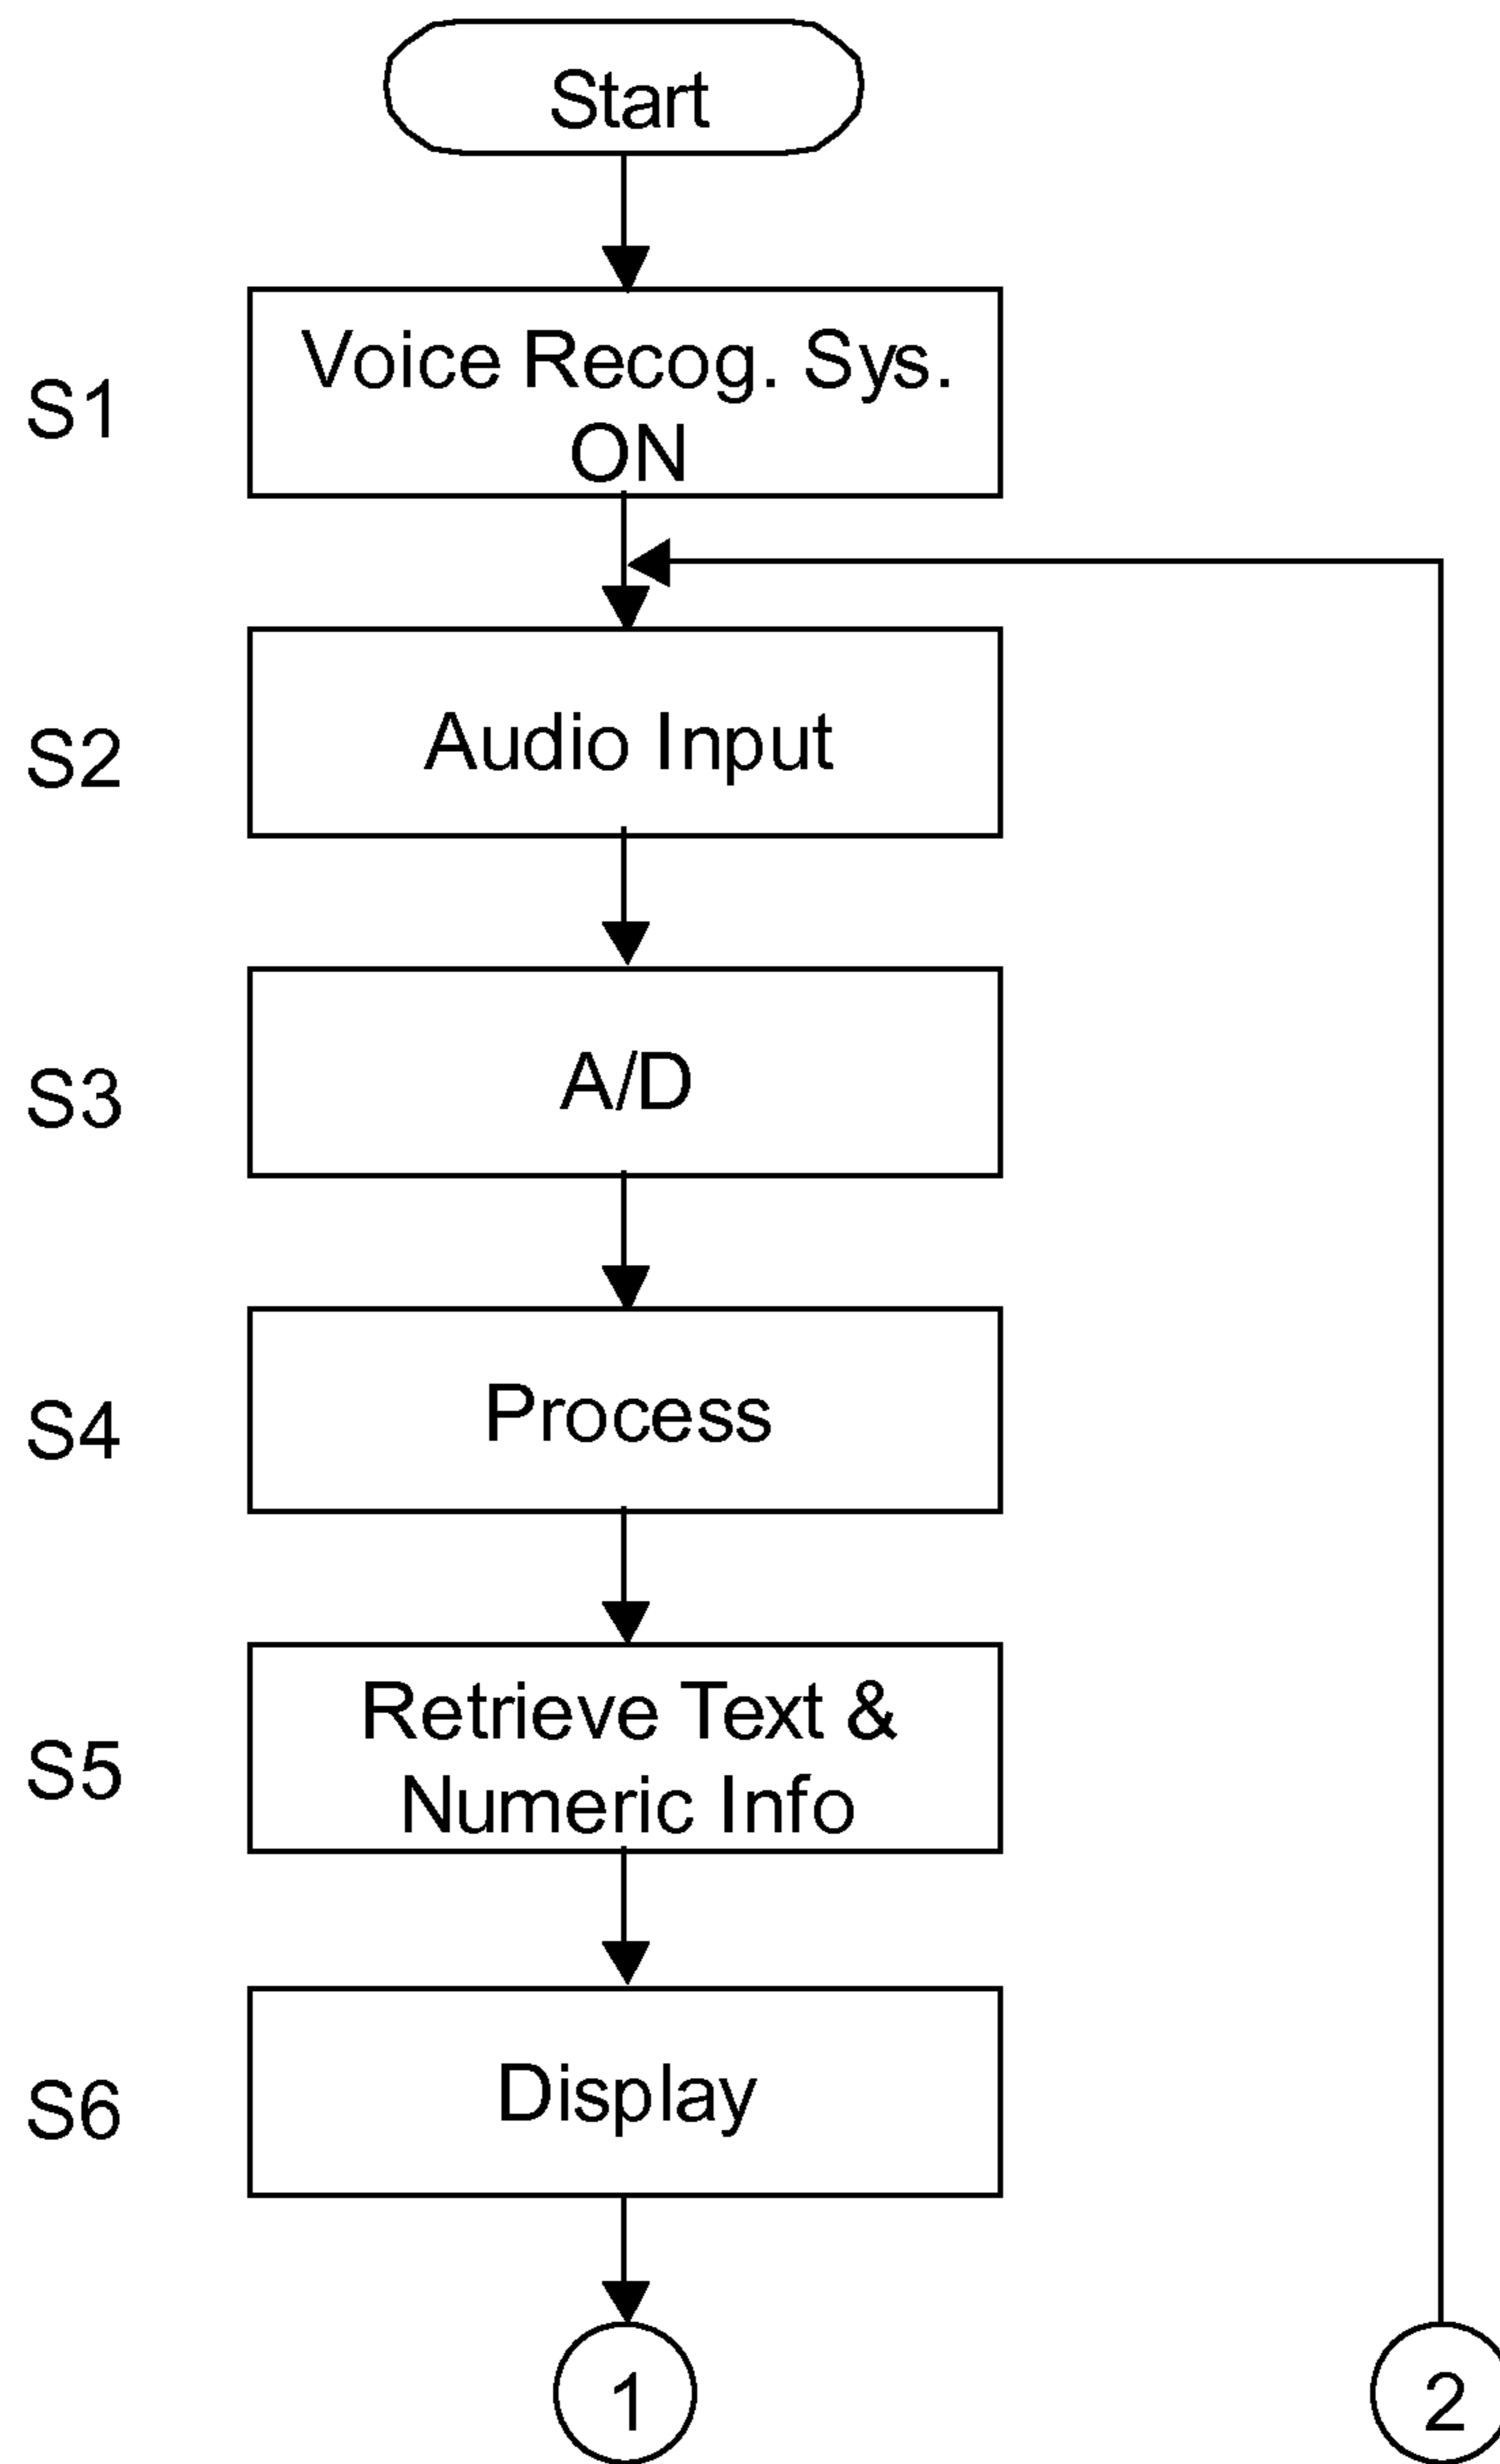 Start
Voice Recog. Sys.
ON
S1
Audio Input
S2
A/D
S3
Process
S4
Retrieve Text &
Numeric Info
S5
Display
S6
1
2